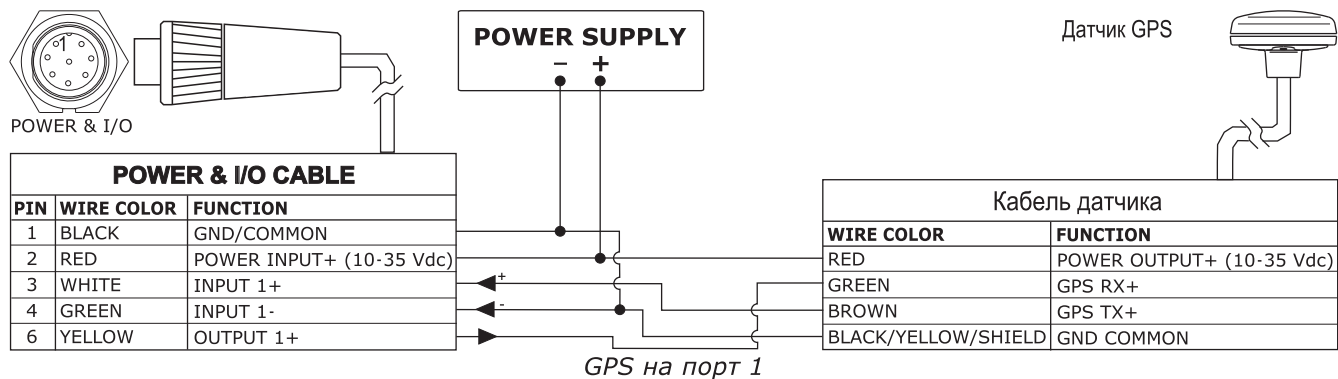 1
POWER & I/O
POWER SUPPLY
– +
Датчик GPS
POWER & I/O CABLE
PIN WIRE COLOR FUNCTION
1 BLACK GND/COMMON
2 RED POWER INPUT+ (10-35 Vdc)
3 WHITE INPUT 1+
4 GREEN INPUT 1-
6 YELLOW OUTPUT 1+
+
-
Кабель датчика
WIRE COLOR FUNCTION
RED POWER OUTPUT+ (10-35 Vdc)
GREEN GPS RX+
BROWN GPS TX+
BLACK/YELLOW/SHIELD GND COMMON
GPS на порт 1